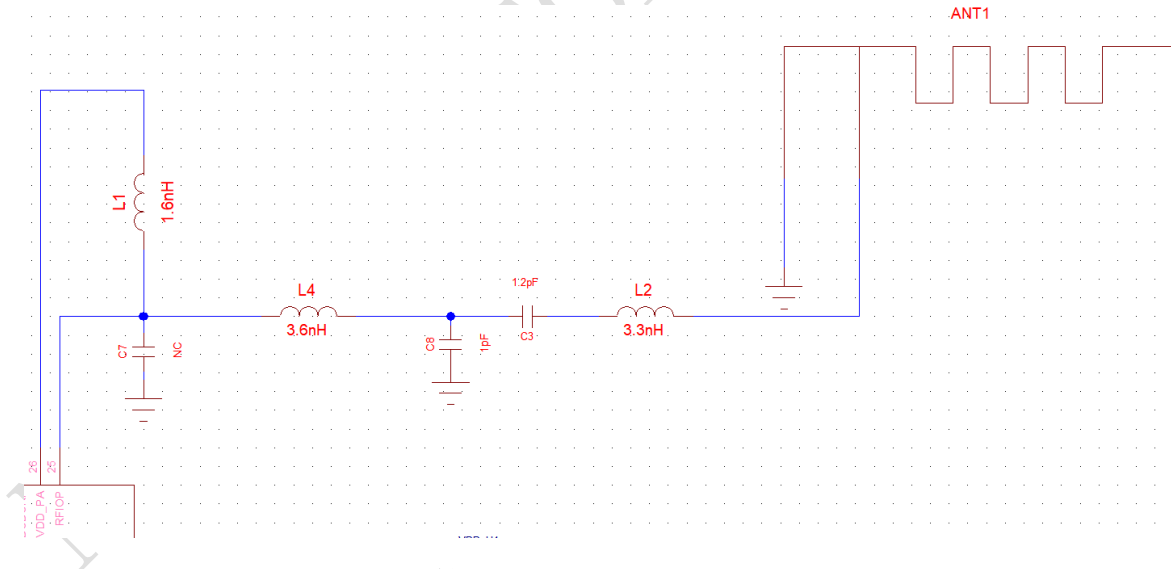 ANT1
L1
1.6nH
L4
3.6nH
1.2pF
C3
L2
3.3nH
C7
NC
C8
1pF
26
25
VDD_PA
RFIOP